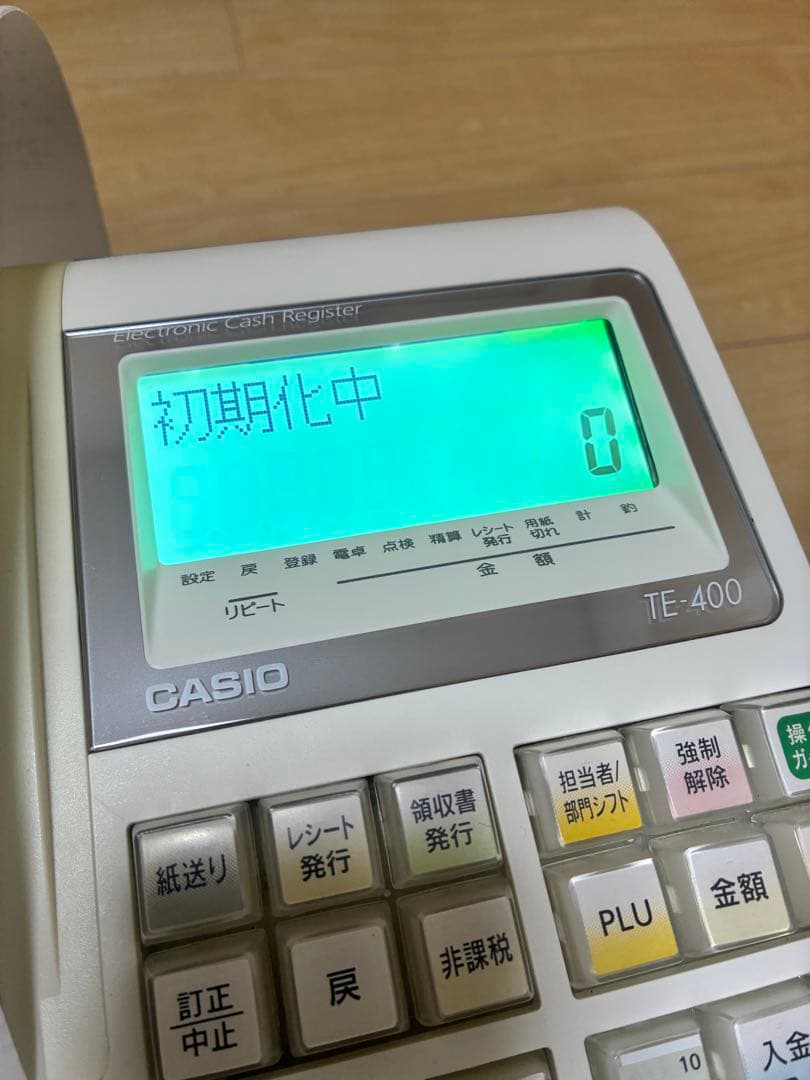 Electronic Cash Register
初期化中
0
設定 戻 登録 電卓 点検 精算 レシート発行 用紙切れ 計 釣
リピート
金額
TE-400
CASIO
担当者/部門シフト
強制解除
紙送り
レシート発行
領収書発行
PLU
金額
訂正/中止
戻
非課税
10
入金